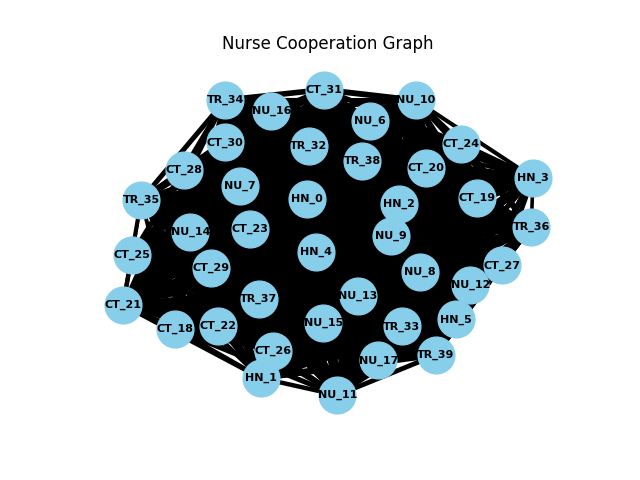 Nurse Cooperation Graph
CT_31
TR_34
NU_10
NU_16
NU_6
CT_30
CT_24
TR_32
TR_38
CT_28
CT_20
HN_3
NU_7
CT_19
TR_35
HN_0
HN_2
TR_36
CT_23
NU_14
NU_9
HN_4
CT_25
CT_27
CT_29
NU_8
NU_12
NU_13
TR_37
CT_21
HN_5
NU_15
CT_22
TR_33
CT_18
CT_26
TR_39
NU_17
HN_1
NU_11